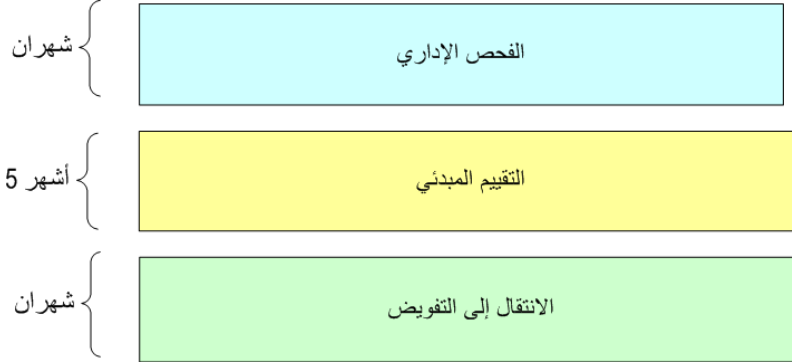 الفحص الإداري
شهران
التقييم المبدئي
5 أشهر
الانتقال إلى التفويض
شهران